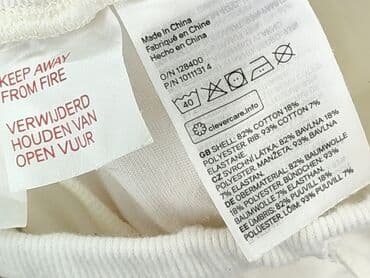 KEEP AWAY
FROM FIRE
VERWIJDERD
HOUDEN VAN
OPEN VUUR
Made in China
Fabriqué en Chine
Hecho en China
O/N 128400
P/N 1011131 4
40
clevercare.info
GB SHELL: 82% COTTON 18%
POLYESTER. RIB: 93% COTTON 7%
ELASTANE.
CZ SVRCHNÍ LÁTKA: 82% BAVLNA
18% POLYESTER. MANŽETA: 93% BAVLNA
7% ELASTAN.
DE OBERMATERIAL: 82% BAUMWOLLE
18% POLYESTER. 93%
BAUMWOLLE 7% ELASTHAN.
EE ÜMBRIS: 82% PUUVILL 18%
POLÜESTER. LÕIM: 93% PUUVILL 7%